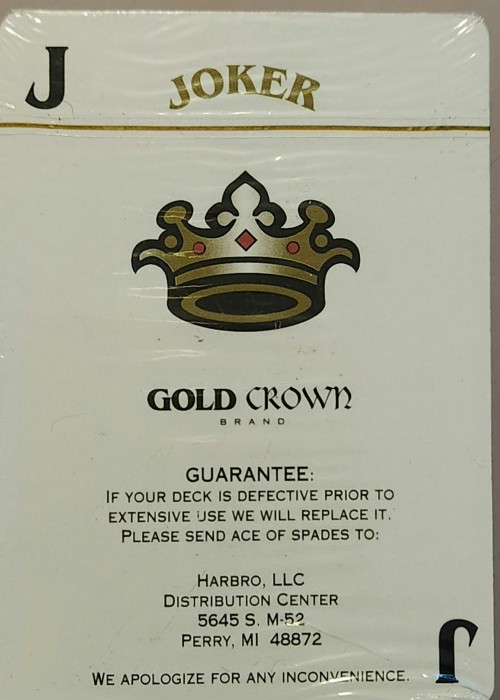 J
JOKER
GOLD CROWN
BRAND
GUARANTEE:
IF YOUR DECK IS DEFECTIVE PRIOR TO
EXTENSIVE USE WE WILL REPLACE IT.
PLEASE SEND ACE OF SPADES TO:
HARBRO, LLC
DISTRIBUTION CENTER
5645 S. M-52
PERRY, MI 48872
WE APOLOGIZE FOR ANY INCONVENIENCE.
J